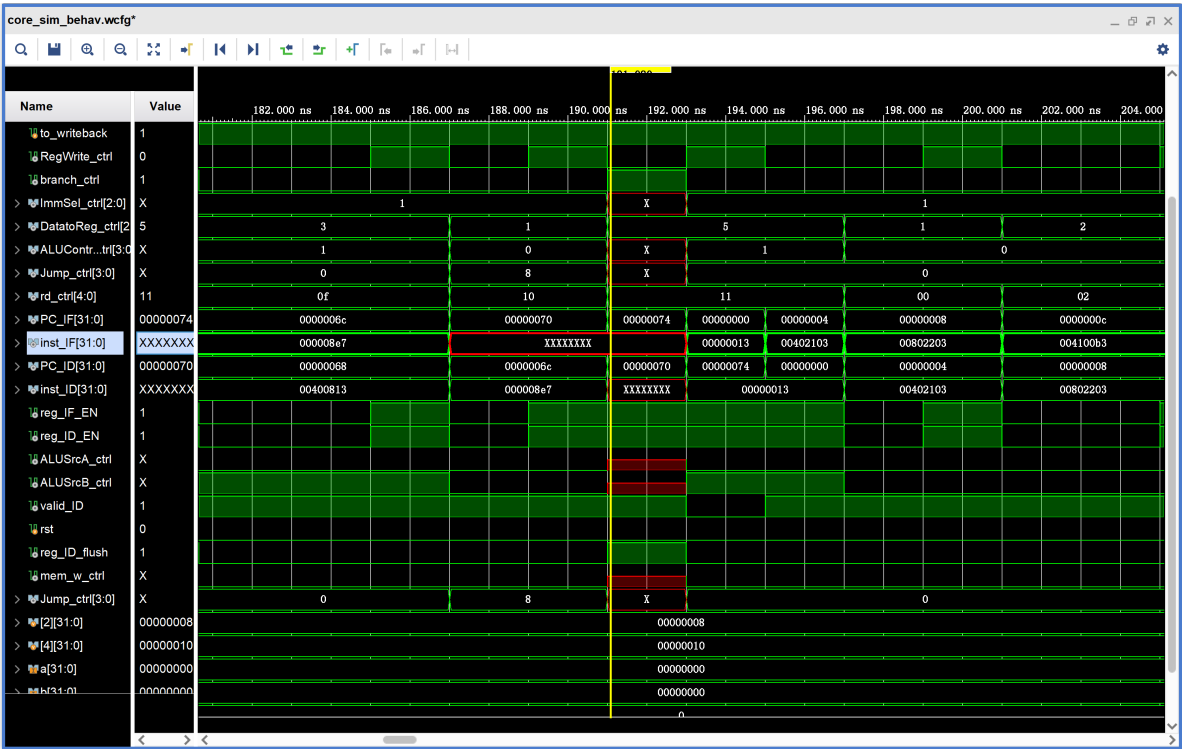 core_sim_behav.wcfg*
Name Value
182.000 ns 184.000 ns 186.000 ns 188.000 ns 190.000 ns 192.000 ns 194.000 ns 196.000 ns 198.000 ns 200.000 ns 202.000 ns 204.000
to_writeback 1
RegWrite_ctrl 0
branch_ctrl 1
ImmSel_ctrl[2:0] X 1 X 1
DatatoReg_ctrl[2 5 3 1 5 1 2
ALUContr...trl[3:0 X 1 0 X 1 0
Jump_ctrl[3:0] X 0 8 X 0
rd_ctrl[4:0] 11 0f 10 11 00 02
PC_IF[31:0] 00000074 0000006c 00000070 00000074 00000000 00000004 00000008 0000000c
inst_IF[31:0] XXXXXXX 000008e7 XXXXXXXX 00000013 00402103 00802203 004100b3
PC_ID[31:0] 00000070 00000068 0000006c 00000070 00000074 00000000 00000004 00000008
inst_ID[31:0] XXXXXXX 00400813 000008e7 XXXXXXXX 00000013 00402103 00802203
reg_IF_EN 1
reg_ID_EN 1
ALUSrcA_ctrl X
ALUSrcB_ctrl X
valid_ID 1
rst 0
reg_ID_flush 1
mem_w_ctrl X
Jump_ctrl[3:0] X 0 8 X 0
[2][31:0] 00000008 00000008
[4][31:0] 00000010 00000010
a[31:0] 00000000 00000000
b[31:0] 00000000 00000000
0